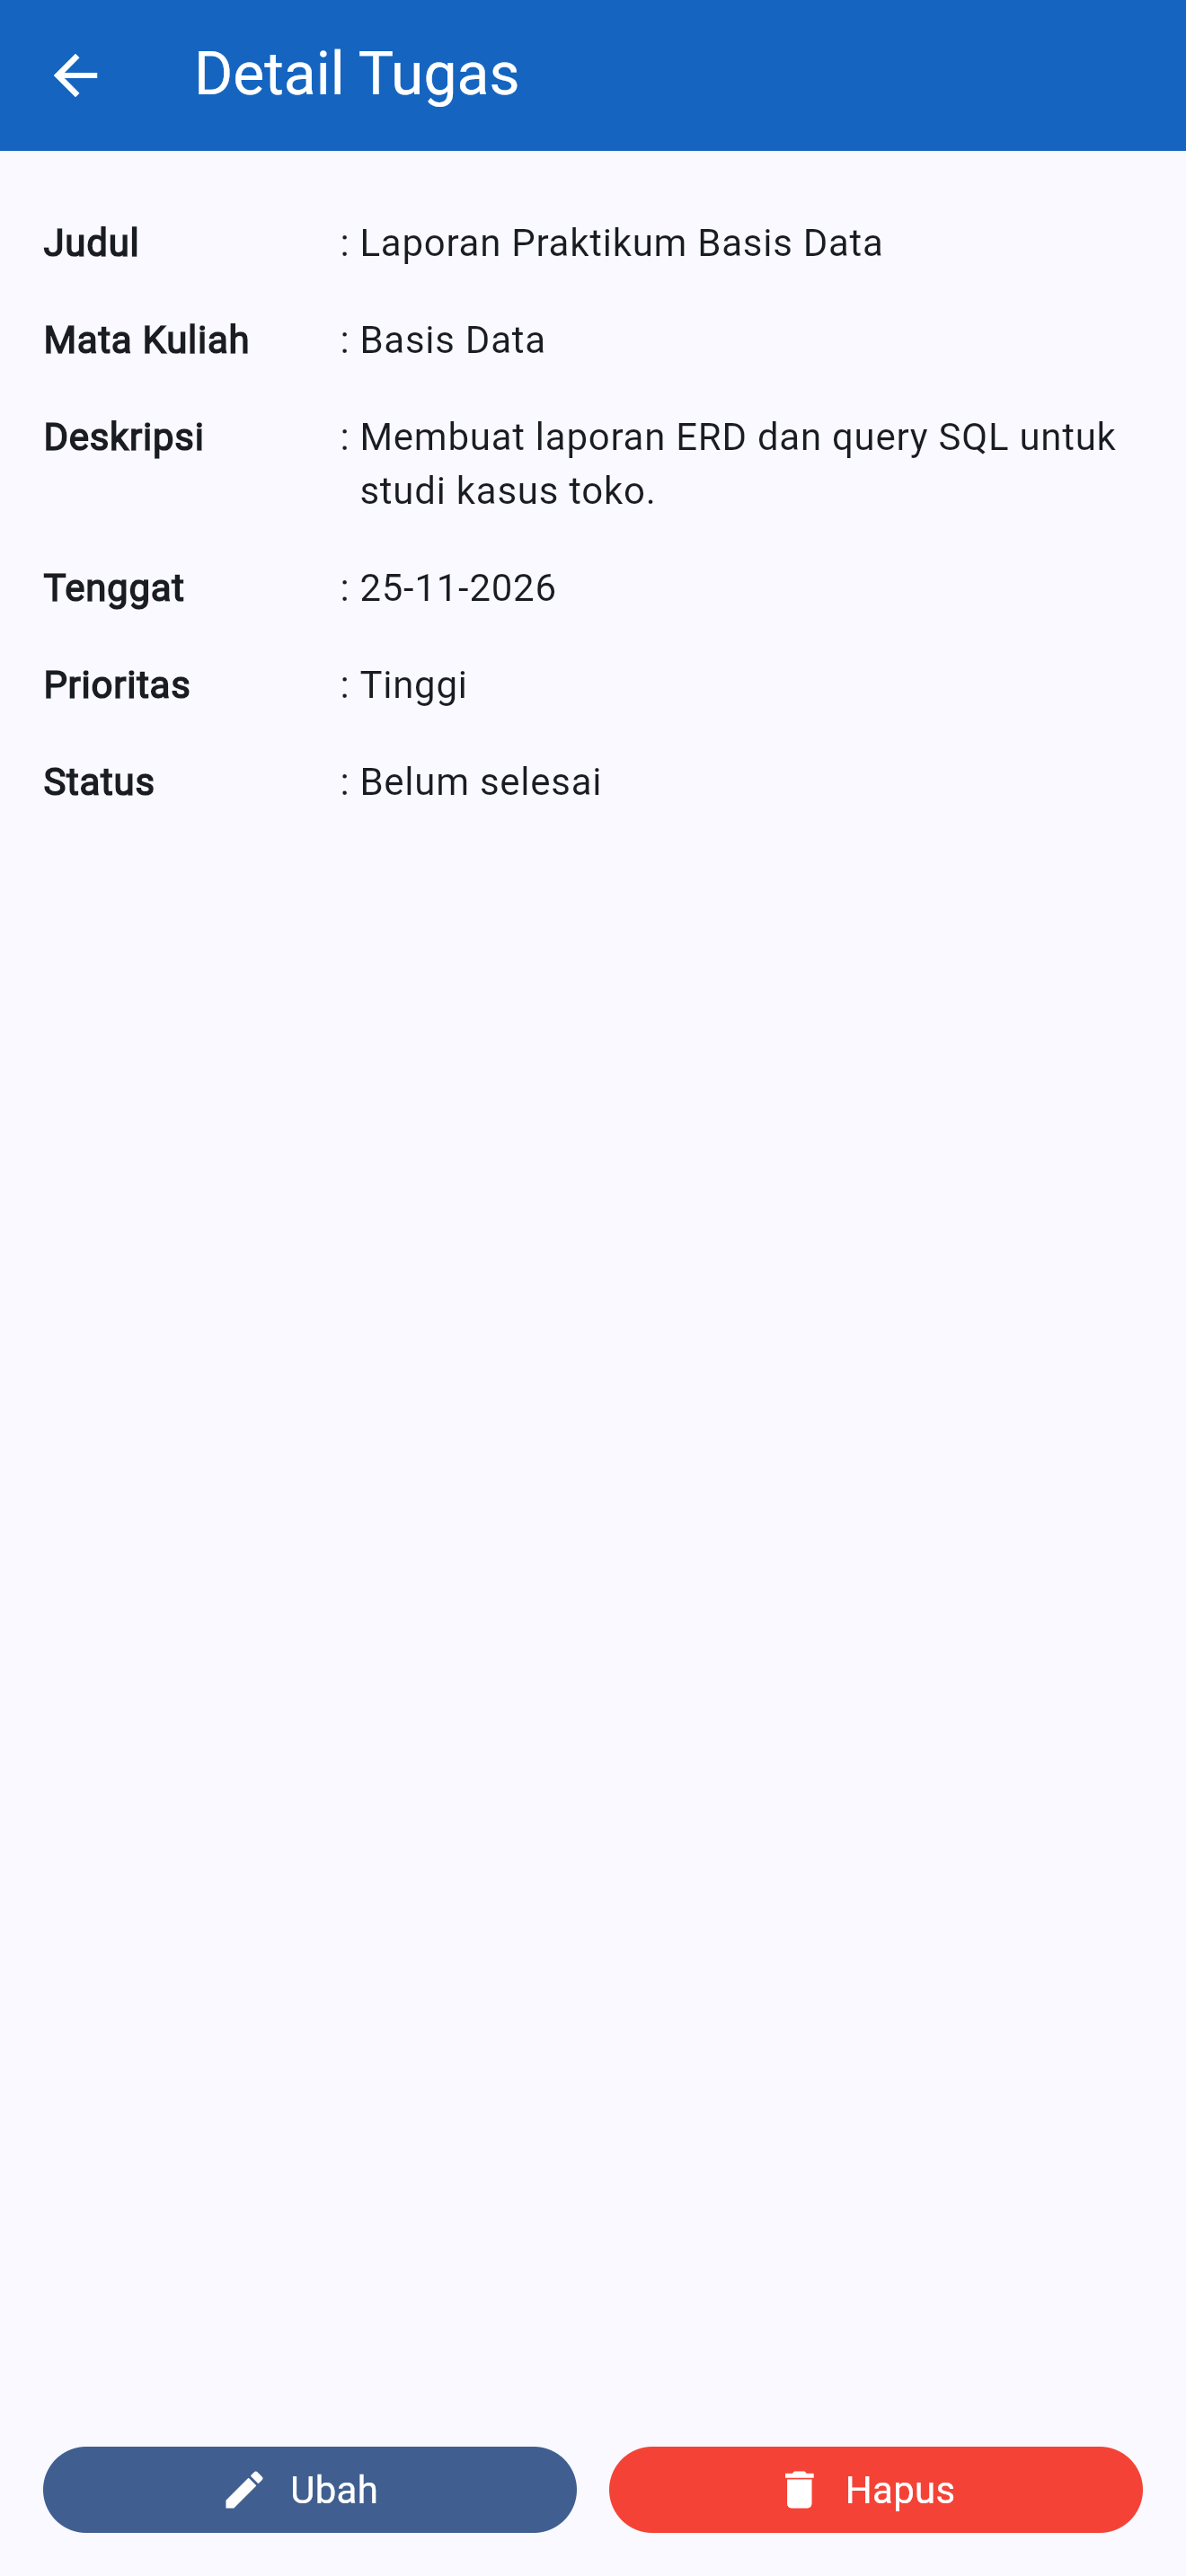 Detail Tugas
Judul : Laporan Praktikum Basis Data
Mata Kuliah : Basis Data
Deskripsi : Membuat laporan ERD dan query SQL untuk
studi kasus toko.
Tenggat : 25-11-2026
Prioritas : Tinggi
Status : Belum selesai
Ubah Hapus